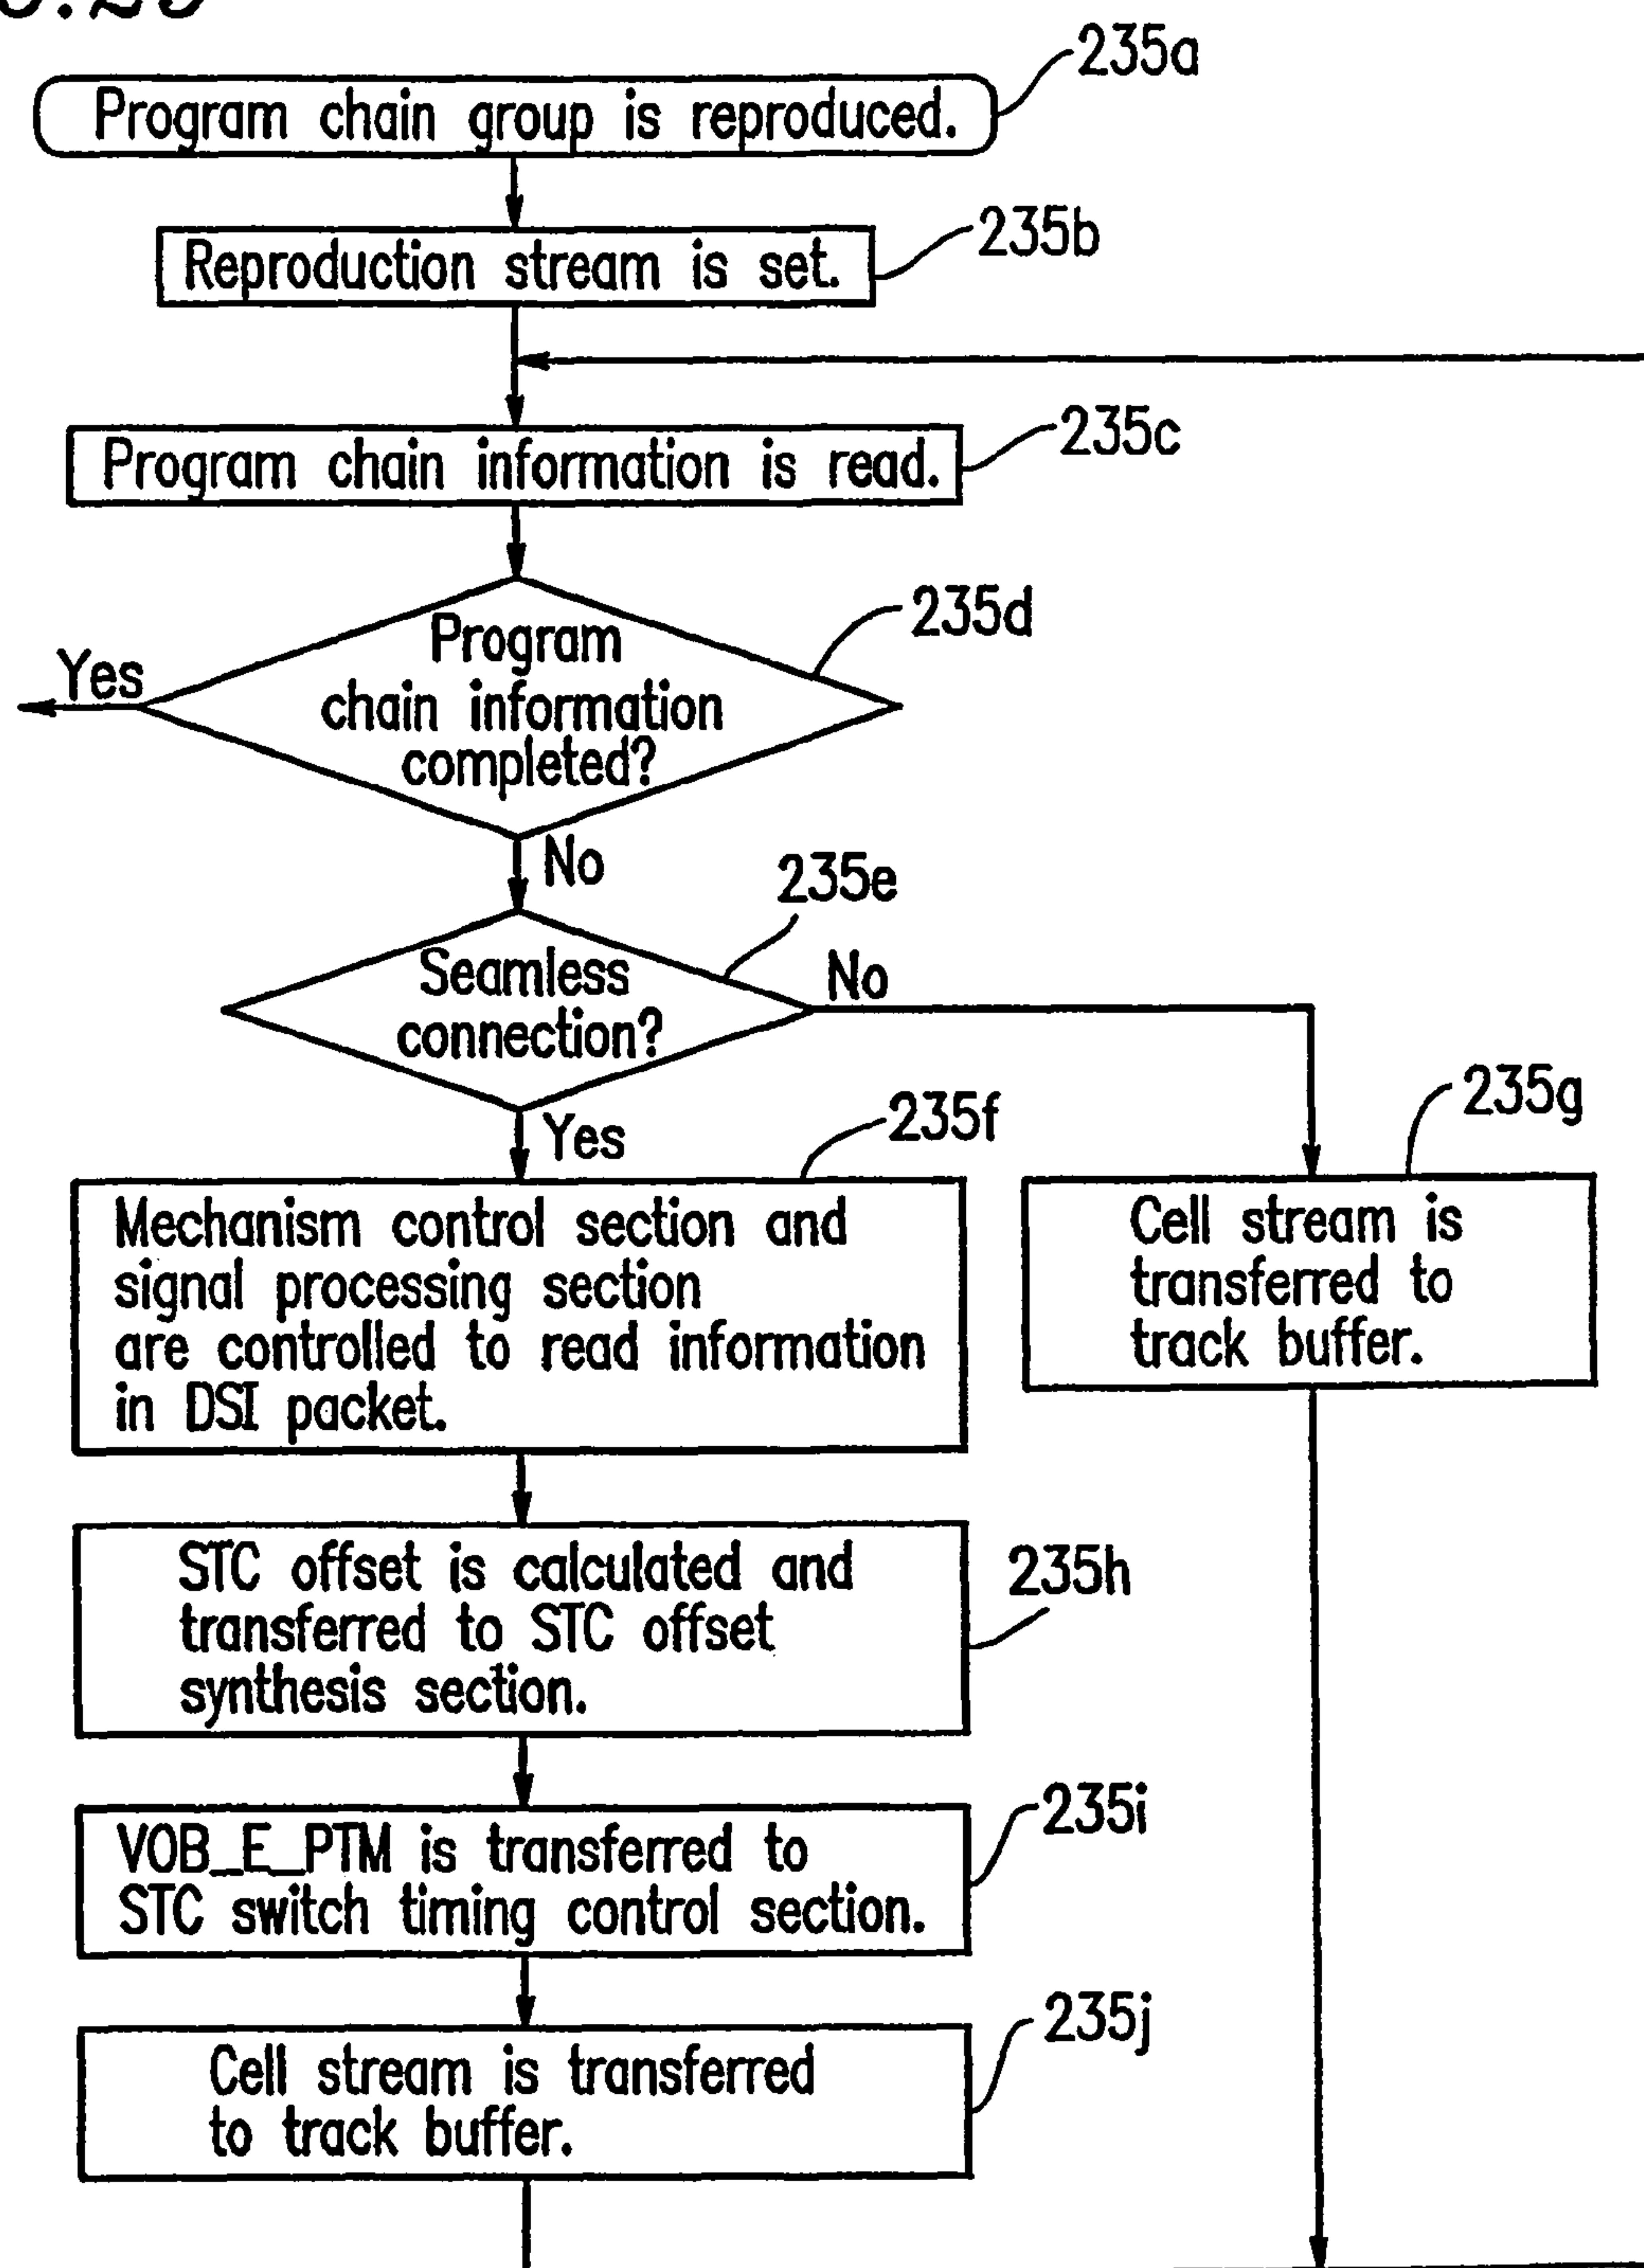 235a
Program chain group is reproduced.
235b
Reproduction stream is set.
235c
Program chain information is read.
235d
Program
chain information
completed?
Yes
No
235e
Seamless
connection?
No
Yes
235f
235g
Mechanism control section and
signal processing section
are controlled to read information
in DSI packet.
Cell stream is
transferred to
track buffer.
235h
STC offset is calculated and
transferred to STC offset
synthesis section.
235i
VOB_E_PTM is transferred to
STC switch timing control section.
235j
Cell stream is transferred
to track buffer.